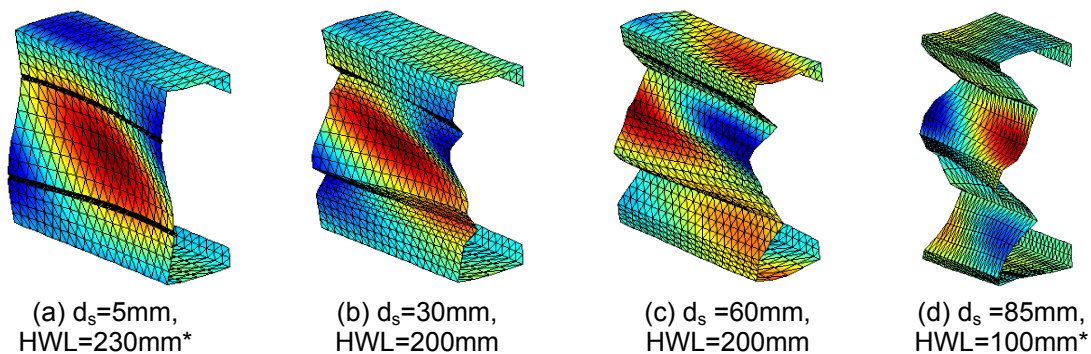 (a) dₛ=5mm,
HWL=230mm*
(b) dₛ=30mm,
HWL=200mm
(c) dₛ =60mm,
HWL=200mm
(d) dₛ =85mm,
HWL=100mm*